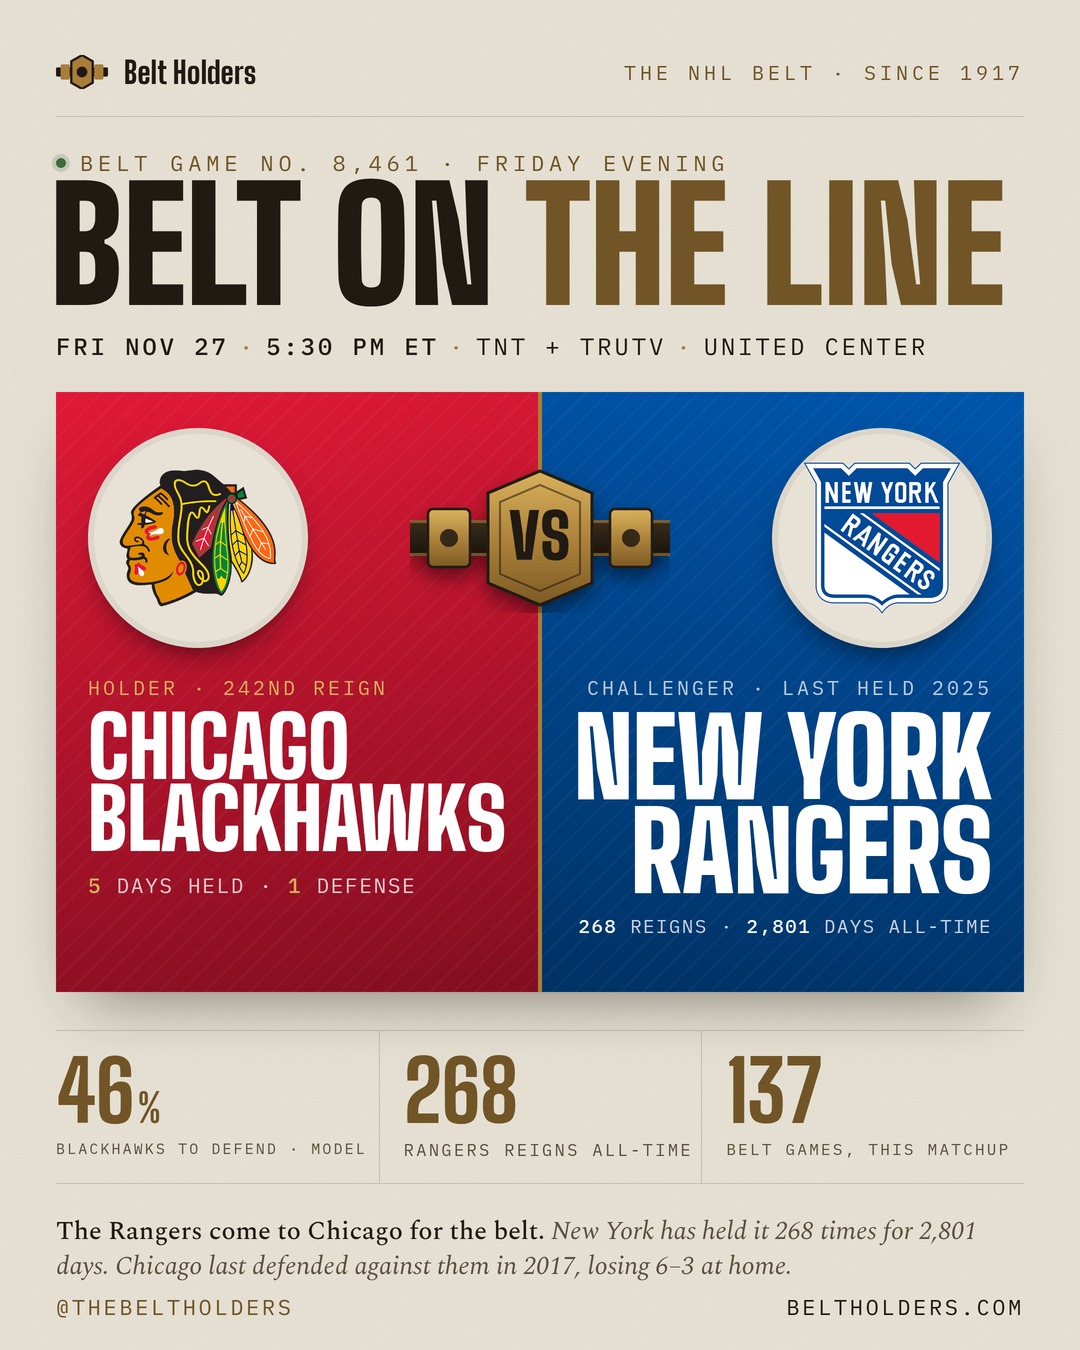 Belt Holders
THE NHL BELT · SINCE 1917
BELT GAME NO. 8,461 · FRIDAY EVENING
BELT ON THE LINE
FRI NOV 27 · 5:30 PM ET · TNT + TRUTV · UNITED CENTER
VS
NEW YORK
RANGERS
HOLDER · 242ND REIGN
CHICAGO
BLACKHAWKS
5 DAYS HELD · 1 DEFENSE
CHALLENGER · LAST HELD 2025
NEW YORK
RANGERS
268 REIGNS · 2,801 DAYS ALL-TIME
46%
BLACKHAWKS TO DEFEND · MODEL
268
RANGERS REIGNS ALL-TIME
137
BELT GAMES, THIS MATCHUP
The Rangers come to Chicago for the belt. New York has held it 268 times for 2,801
days. Chicago last defended against them in 2017, losing 6–3 at home.
@THEBELTHOLDERS
BELTHOLDERS.COM